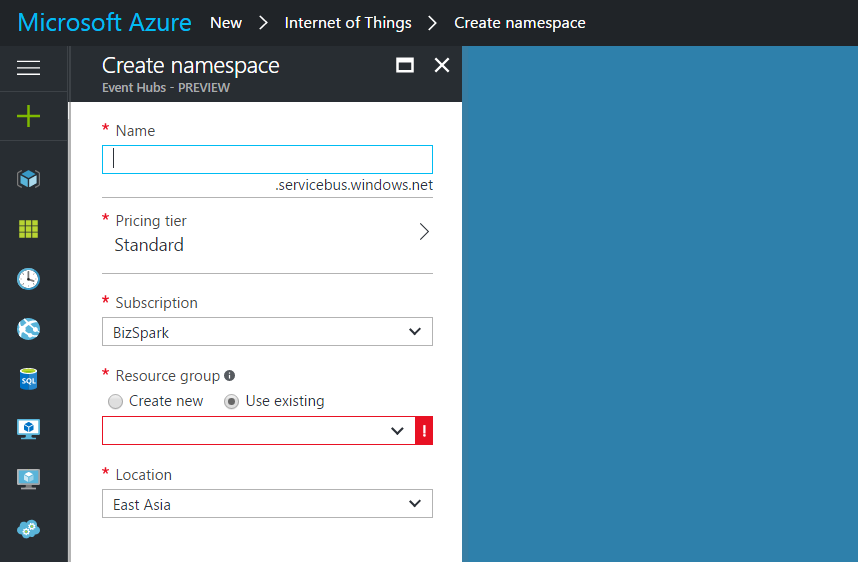 Microsoft Azure New > Internet of Things > Create namespace
Create namespace
Event Hubs - PREVIEW
* Name
.servicebus.windows.net
* Pricing tier
Standard
* Subscription
BizSpark
* Resource group
Create new Use existing
!
* Location
East Asia
SQL